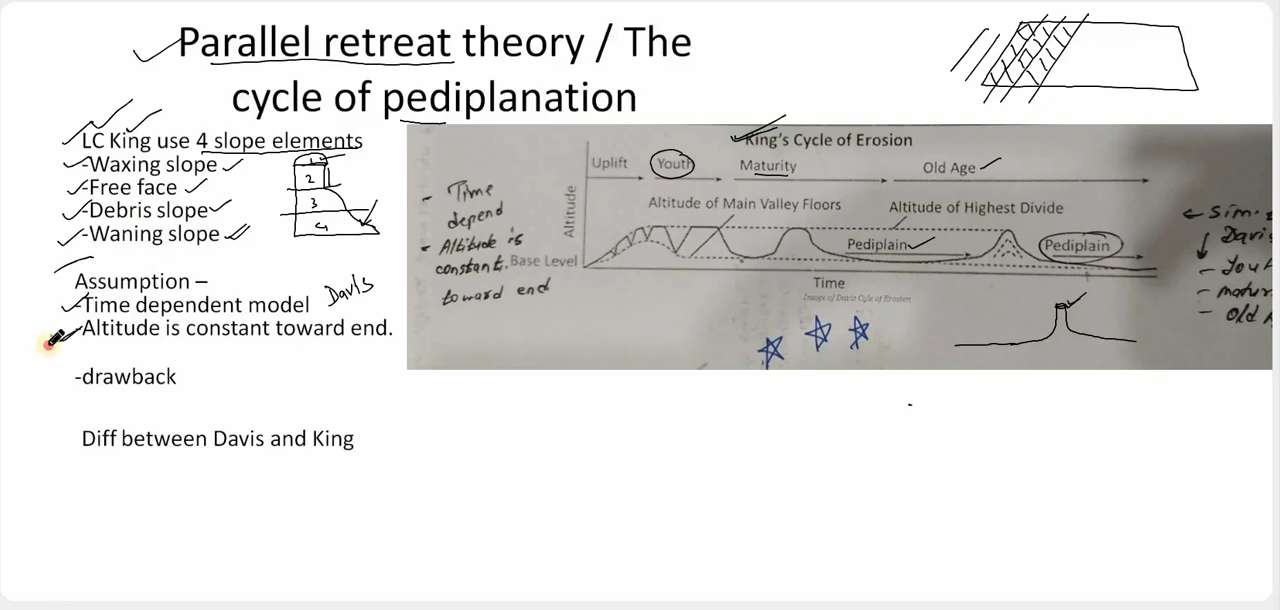 Parallel retreat theory / The
cycle of pediplanation
LC King use 4 slope elements
-Waxing slope
-Free face
-Debris slope
-Waning slope
1
2
3
4
Assumption –
-Time dependent model
Davis
-Altitude is constant toward end.
-drawback
Diff between Davis and King
King's Cycle of Erosion
Uplift
Youth
Maturity
Old Age
Altitude of Main Valley Floors
Altitude of Highest Divide
Altitude
Pediplain
Pediplain
Base Level
Time
Image of Davis Cyle of Erosion
- Time
depend
- Altitude is
constant.
toward end
- matur
- old